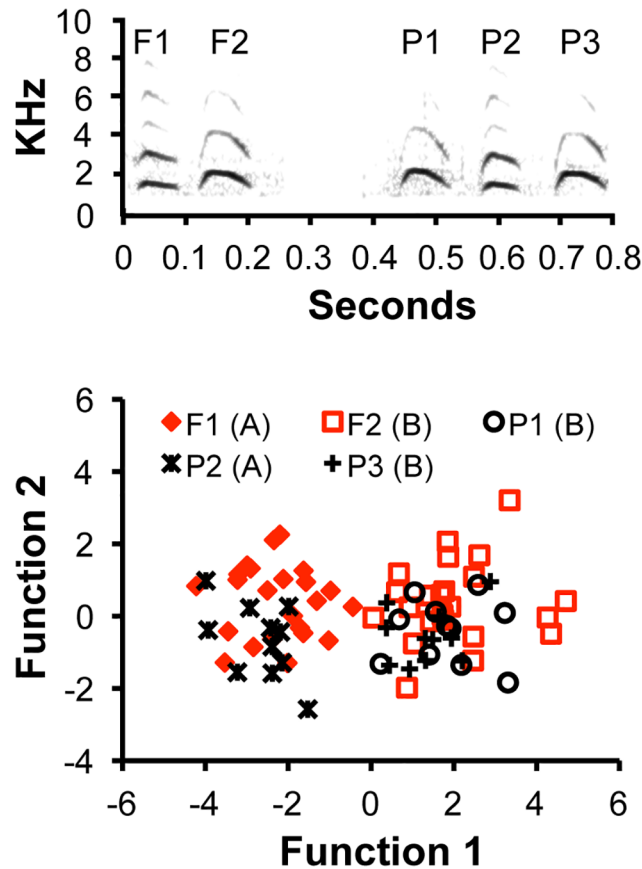 10
F1 F2 P1 P2 P3
8
6
KHz
4
2
0
0 0.1 0.2 0.3 0.4 0.5 0.6 0.7 0.8
Seconds
6
F1 (A) F2 (B) P1 (B)
4
P2 (A) P3 (B)
2
Function 2
0
-2
-4
-6 -4 -2 0 2 4 6
Function 1